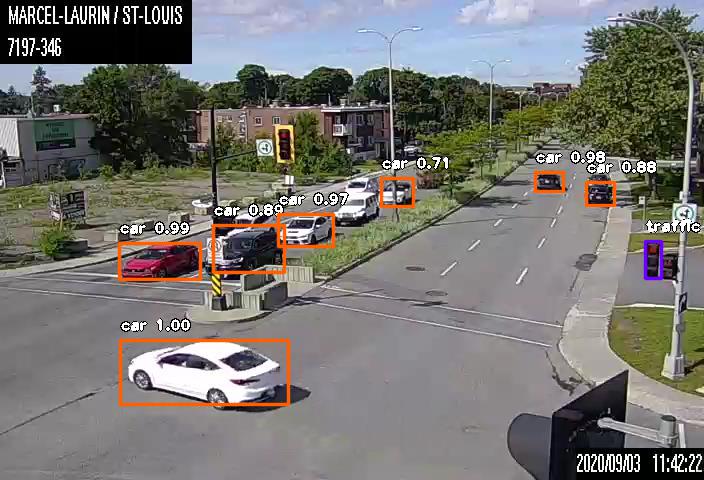 MARCEL-LAURIN / ST-LOUIS
7197-346
car 0.71
car 0.98
car 0.88
car 0.97
car 0.89
traffic
car 0.99
car 1.00
2020/09/03 11:42:22